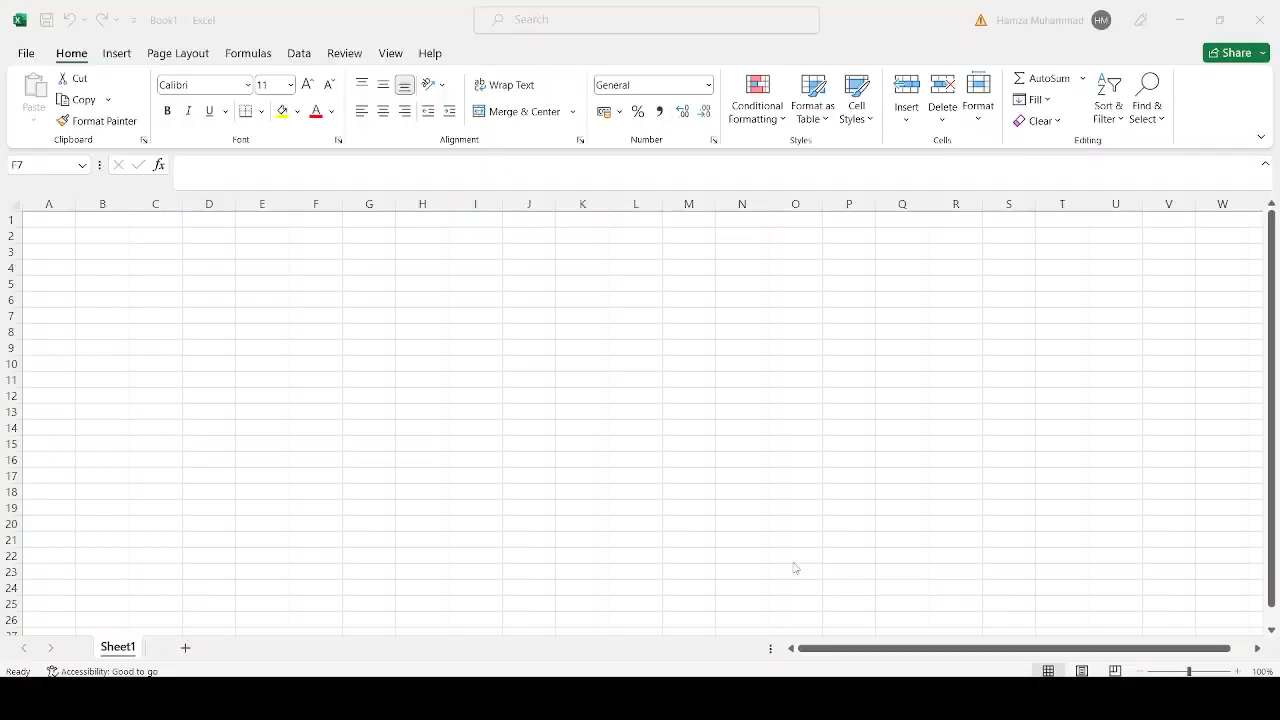 Book1 - Excel
Search
Hamza Muhammad HM
File Home Insert Page Layout Formulas Data Review View Help Share
Paste Cut Copy Format Painter Clipboard
Calibri 11 A A B I U A Font
Wrap Text Merge & Center Alignment
General % , Number
Conditional Formatting Format Table Cell Styles Styles
Insert Delete Format Cells
AutoSum Fill Clear Sort & Filter Find & Select Editing
F7 fx
A B C D E F G H I J K L M N O P Q R S T U V W
1
2
3
4
5
6
7
8
9
10
11
12
13
14
15
16
17
18
19
20
21
22
23
24
25
26
27
Sheet1
Ready Accessibility: Good to go 100%